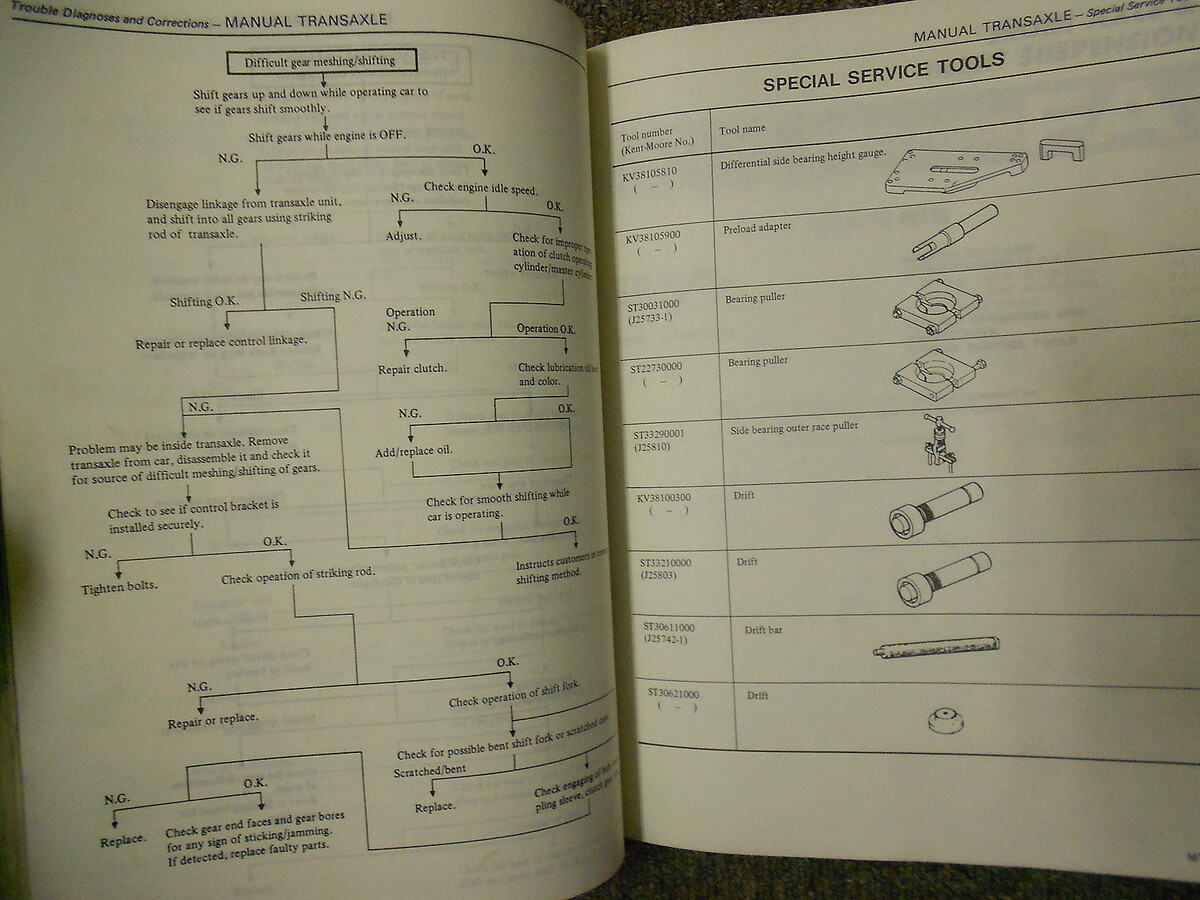 Trouble Diagnoses and Corrections – MANUAL TRANSAXLE
Difficult gear meshing/shifting
Shift gears up and down while operating car to
see if gears shift smoothly.
Shift gears while engine is OFF.
N.G.
O.K.
Disengage linkage from transaxle unit,
and shift into all gears using striking
rod of transaxle.
Check engine idle speed.
N.G.
O.K.
Adjust.
Check for improper
ation of clutch
cylinder/master cylinder
Shifting O.K.
Shifting N.G.
Repair or replace control linkage.
Operation
N.G.
Operation O.K.
Repair clutch.
Check lubrication
and color.
N.G.
N.G.
O.K.
Problem may be inside transaxle. Remove
transaxle from car, disassemble it and check it
for source of difficult meshing/shifting of gears.
Add/replace oil.
Check to see if control bracket is
installed securely.
Check for smooth shifting while
car is operating.
O.K.
N.G.
O.K.
Tighten bolts.
Check opeation of striking rod.
Instructs customers in
shifting method.
N.G.
O.K.
Repair or replace.
Check operation of shift fork.
Check for possible bent shift fork or scratched
Scratched/bent
Replace.
Check engaging of
pling sleeve, clutch
N.G.
O.K.
Replace.
Check gear end faces and gear bores
for any sign of sticking/jamming.
If detected, replace faulty parts.
MANUAL TRANSAXLE – Special Service
SPECIAL SERVICE TOOLS
Tool number
(Kent-Moore No.)
Tool name
KV38105810
( – )
Differential side bearing height gauge.
KV38105900
( – )
Preload adapter
ST30031000
(J25733-1)
Bearing puller
ST22730000
( – )
Bearing puller
ST33290001
(J25810)
Side bearing outer race puller
KV38100300
( – )
Drift
ST33210000
(J25803)
Drift
ST30611000
(J25742-1)
Drift bar
ST30621000
( – )
Drift